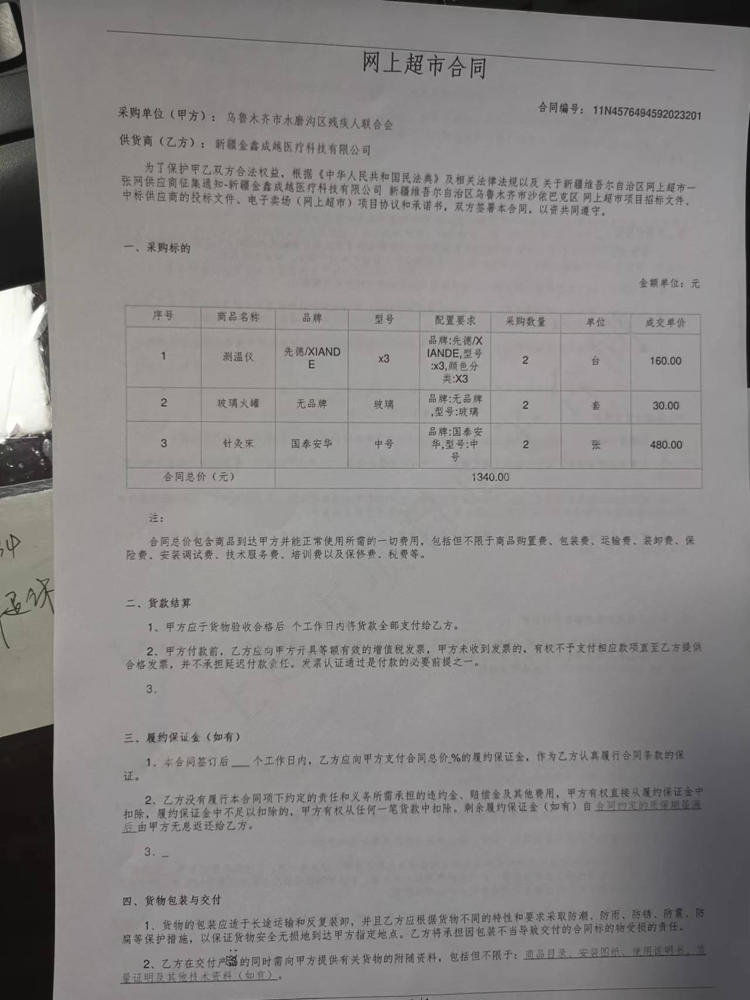 网上超市合同
合同编号： 11N4576494592023201
采购单位（甲方）： 乌鲁木齐市水磨沟区残疾人联合会
供货商（乙方）： 新疆金鑫成越医疗科技有限公司
为了保护甲乙双方合法权益，根据《中华人民共和国民法典》及相关法律法规以及 关于新疆维吾尔自治区网上超市一
张网供应商征集通知-新疆金鑫成越医疗科技有限公司 新疆维吾尔自治区乌鲁木齐市沙依巴克区 网上超市项目招标文件、
中标供应商的投标文件、电子卖场（网上超市）项目协议和承诺书，双方签署本合同，以资共同遵守。
一、采购标的
金额单位：元
序号 商品名称 品牌 型号 配置要求 采购数量 单位 成交单价
1 测温仪 先德/XIANDE x3 品牌:先德/XIANDE,型号:x3,颜色分类:X3 2 台 160.00
2 玻璃火罐 无品牌 玻璃 品牌:无品牌,型号:玻璃 2 套 30.00
3 针灸床 国泰安华 中号 品牌:国泰安华,型号:中号 2 张 480.00
合同总价（元） 1340.00
注：
合同总价包含商品到达甲方并能正常使用所需的一切费用，包括但不限于商品购置费、包装费、运输费、装卸费、保
险费、安装调试费、技术服务费、培训费以及保修费、税费等。
二、货款结算
1、甲方应于货物验收合格后 个工作日内将货款全部支付给乙方。
2、甲方付款前，乙方应向甲方开具等额有效的增值税发票，甲方未收到发票的，有权不予支付相应款项直至乙方提供
合格发票，并不承担延迟付款责任。发票认证通过是付款的必要前提之一。
3.
三、履约保证金（如有）
1、本合同签订后 ___ 个工作日内，乙方应向甲方支付合同总价_%的履约保证金，作为乙方认真履行合同条款的保
证。
2、乙方没有履行本合同项下约定的责任和义务所需承担的违约金、赔偿金及其他费用，甲方有权直接从履约保证金中
扣除，履约保证金中不足以扣除的，甲方有权从任何一笔货款中扣除。剩余履约保证金（如有）自 合同约定的质保期届满
后 由甲方无息返还给乙方。
3、_
四、货物包装与交付
1、货物的包装应适于长途运输和反复装卸，并且乙方应根据货物不同的特性和要求采取防潮、防雨、防锈、防震、防
腐等保护措施，以保证货物安全无损地到达甲方指定地点。乙方将承担因包装不当导致交付的合同标的物受损的责任。
2、乙方在交付产 的同时需向甲方提供有关货物的附随资料，包括但不限于：商品目录、安装图纸、使用说明书、质
量证明及其他技术资料（如有）。